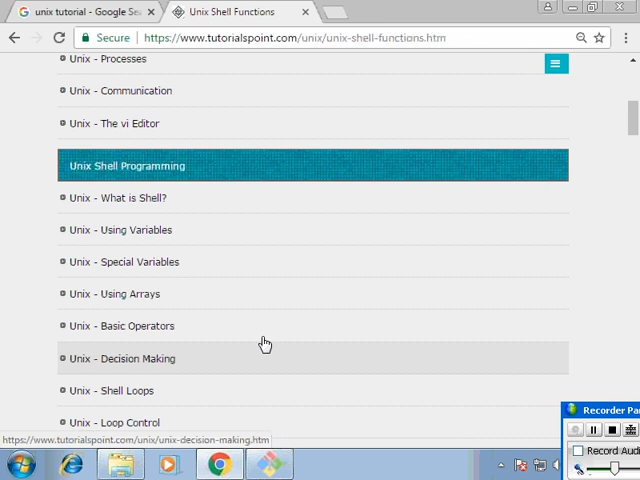 unix tutorial - Google Sea
Unix Shell Functions
Secure
https://www.tutorialspoint.com/unix/unix-shell-functions.htm
Unix - Processes
Unix - Communication
Unix - The vi Editor
Unix Shell Programming
Unix - What is Shell?
Unix - Using Variables
Unix - Special Variables
Unix - Using Arrays
Unix - Basic Operators
Unix - Decision Making
Unix - Shell Loops
Unix - Loop Control
https://www.tutorialspoint.com/unix/unix-decision-making.htm
Recorder Pa
Record Audi